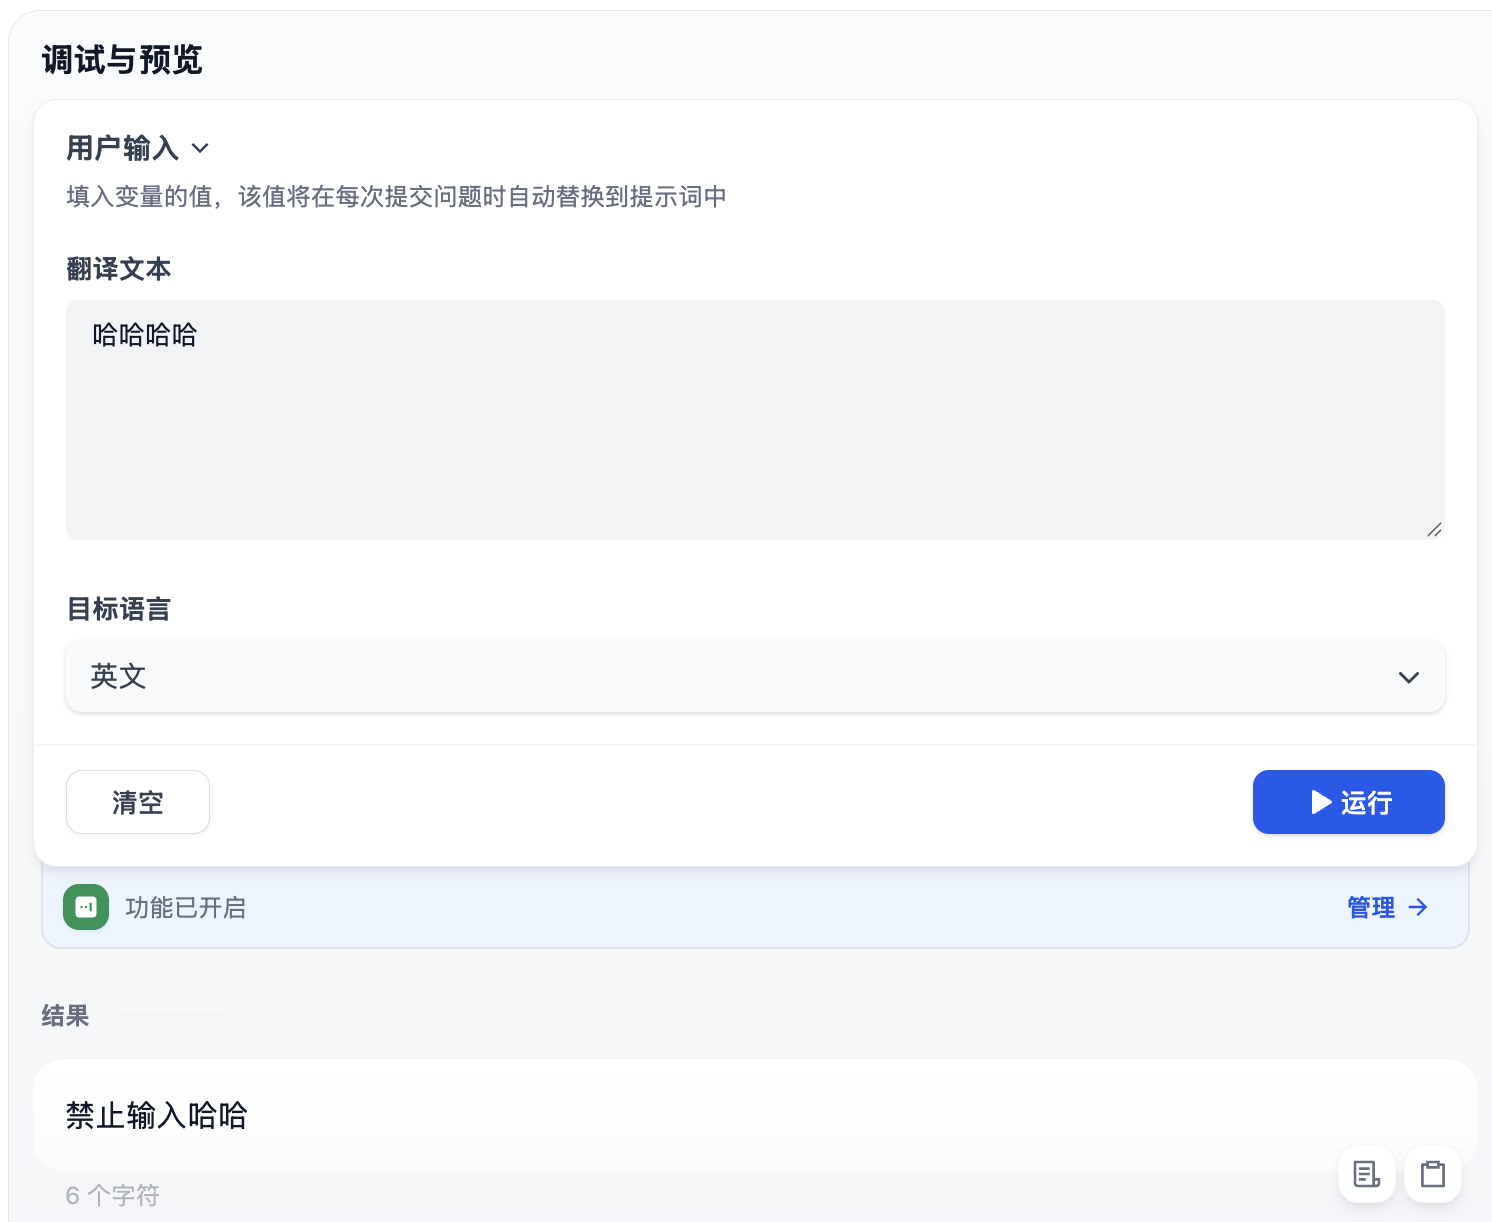 调试与预览
用户输入
填入变量的值，该值将在每次提交问题时自动替换到提示词中
翻译文本
哈哈哈哈
目标语言
英文
清空
运行
功能已开启
管理
结果
禁止输入哈哈
6 个字符